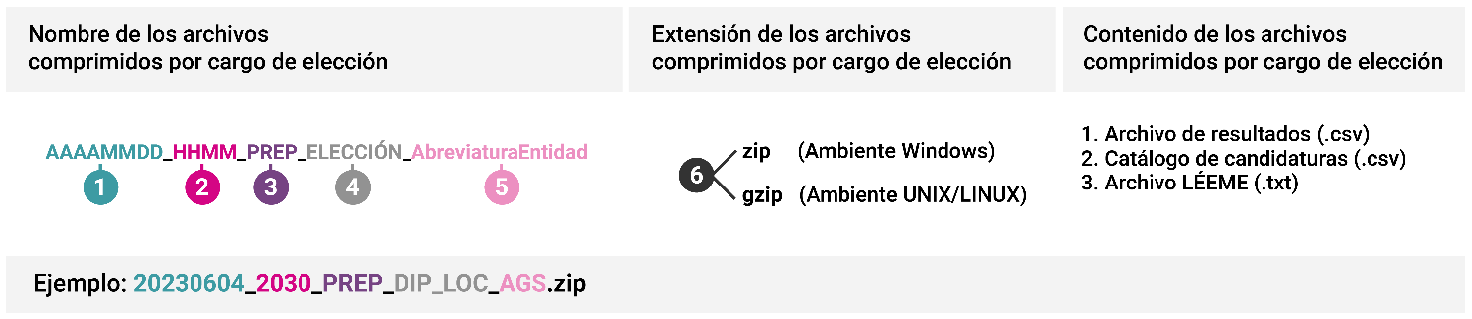 Nombre de los archivos
comprimidos por cargo de elección
Extensión de los archivos
comprimidos por cargo de elección
Contenido de los archivos
comprimidos por cargo de elección
AAAAMMDD_HHMM_PREP_ELECCIÓN_AbreviaturaEntidad
1 2 3 4 5
6
zip (Ambiente Windows)
gzip (Ambiente UNIX/LINUX)
1. Archivo de resultados (.csv)
2. Catálogo de candidaturas (.csv)
3. Archivo LÉEME (.txt)
Ejemplo: 20230604_2030_PREP_DIP_LOC_AGS.zip